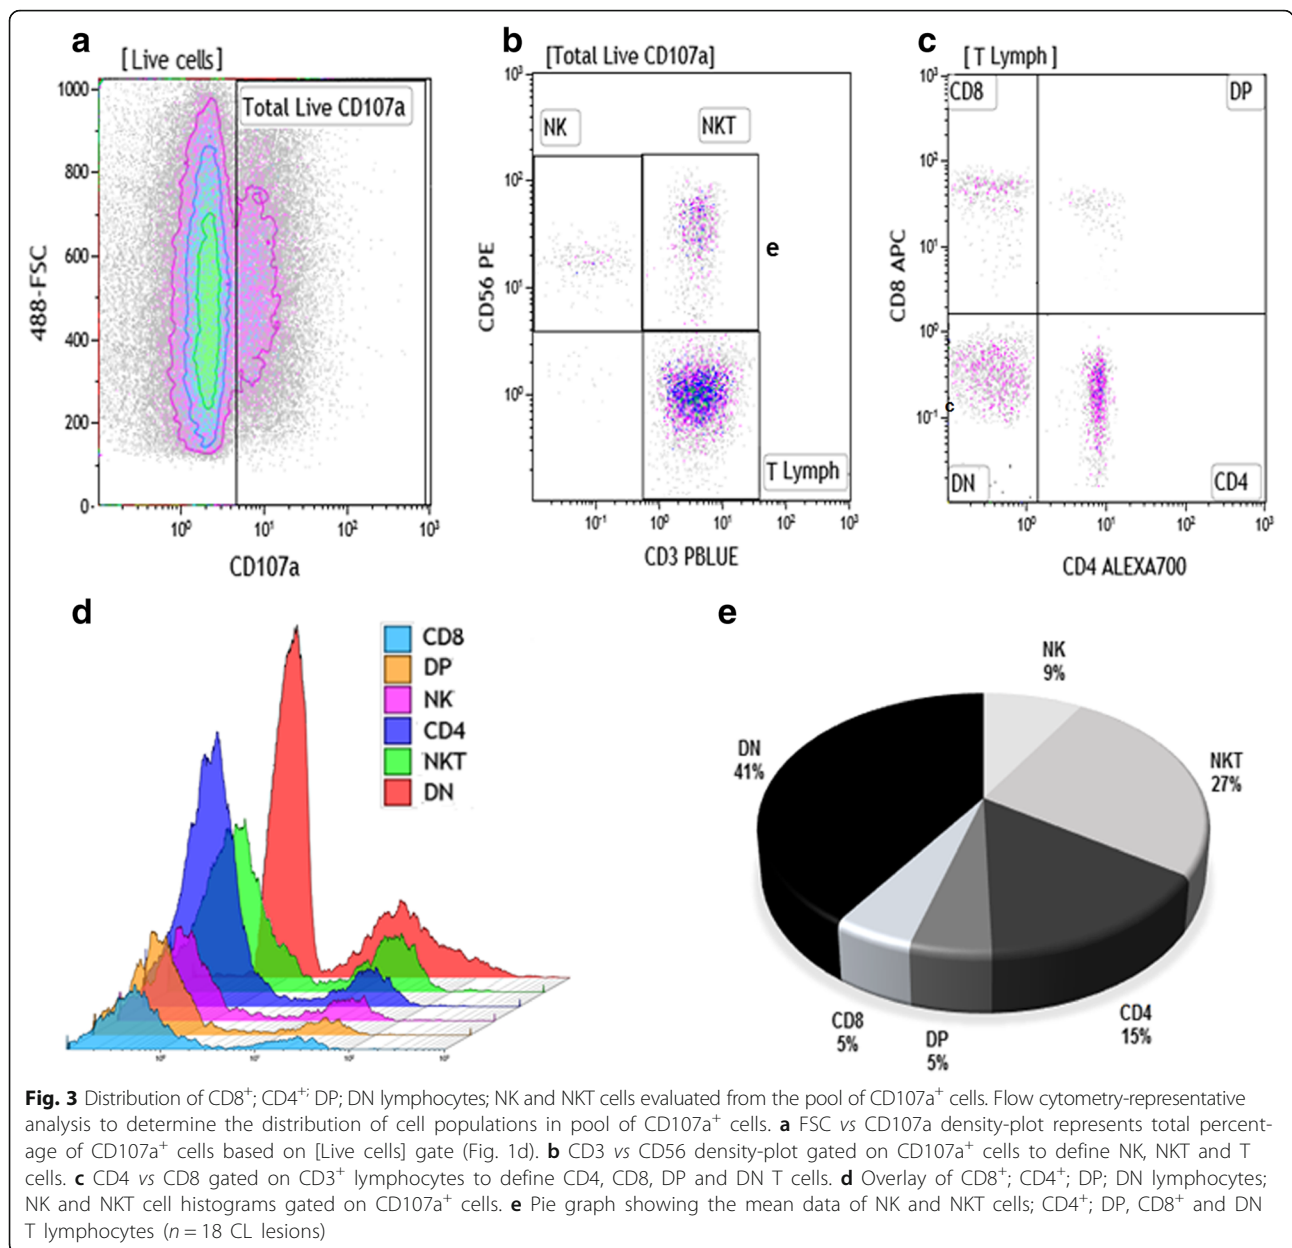 a
[Live cells]
Total Live CD107a
1000
800
600
400
200
0
488-FSC
10⁰
10¹
10²
10³
CD107a
b
[Total Live CD107a]
NK
NKT
T Lymph
10³
10²
10¹
10⁰
CD56 PE
10⁻¹
10⁰
10¹
10²
10³
CD3 PBLUE
e
c
[T Lymph]
CD8
DP
DN
CD4
10³
10²
10¹
10⁰
10⁻¹
c
CD8 APC
10⁰
10¹
10²
10³
CD4 ALEXA700
d
CD8
DP
NK
CD4
NKT
DN
e
NK
9%
NKT
27%
CD4
15%
DP
5%
CD8
5%
DN
41%
Fig. 3 Distribution of CD8⁺; CD4⁺; DP; DN lymphocytes; NK and NKT cells evaluated from the pool of CD107a⁺ cells. Flow cytometry-representative
analysis to determine the distribution of cell populations in pool of CD107a⁺ cells. a FSC vs CD107a density-plot represents total percent-
age of CD107a⁺ cells based on [Live cells] gate (Fig. 1d). b CD3 vs CD56 density-plot gated on CD107a⁺ cells to define NK, NKT and T
cells. c CD4 vs CD8 gated on CD3⁺ lymphocytes to define CD4, CD8, DP and DN T cells. d Overlay of CD8⁺; CD4⁺; DP; DN lymphocytes;
NK and NKT cell histograms gated on CD107a⁺ cells. e Pie graph showing the mean data of NK and NKT cells; CD4⁺; DP, CD8⁺ and DN
T lymphocytes (n = 18 CL lesions)